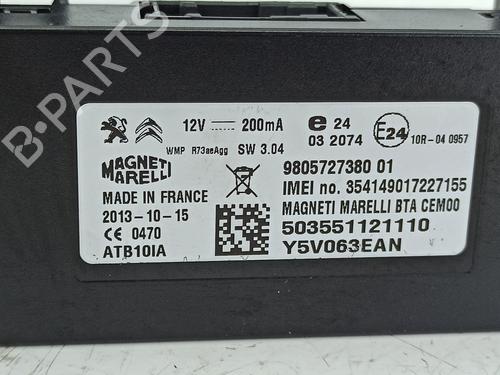 12V 200mA
WMP R73aeAgg SW 3.04
e 24
03 2074
E24
10R-04 0957
MAGNETI
MARELLI
MADE IN FRANCE
2013-10-15
CE 0470
ATB10IA
9805727380 01
IMEI no. 354149017227155
MAGNETI MARELLI BTA CEM00
503551121110
Y5V063EAN
B-PARTS